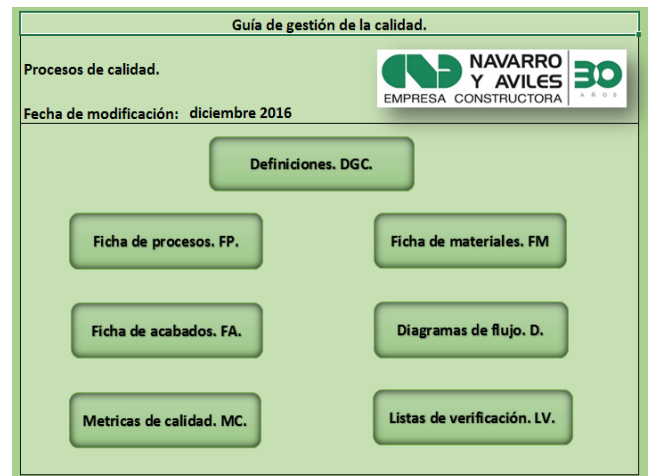 Guía de gestión de la calidad.
Procesos de calidad.
NAVARRO
Y AVILES
EMPRESA CONSTRUCTORA
30
AÑOS
Fecha de modificación: diciembre 2016
Definiciones. DGC.
Ficha de procesos. FP.
Ficha de materiales. FM
Ficha de acabados. FA.
Diagramas de flujo. D.
Metricas de calidad. MC.
Listas de verificación. LV.